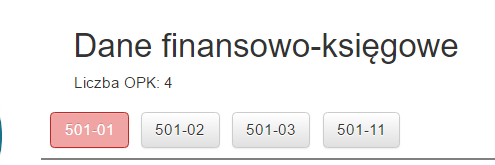 Dane finansowo-księgowe
Liczba OPK: 4
501-01 501-02 501-03 501-11